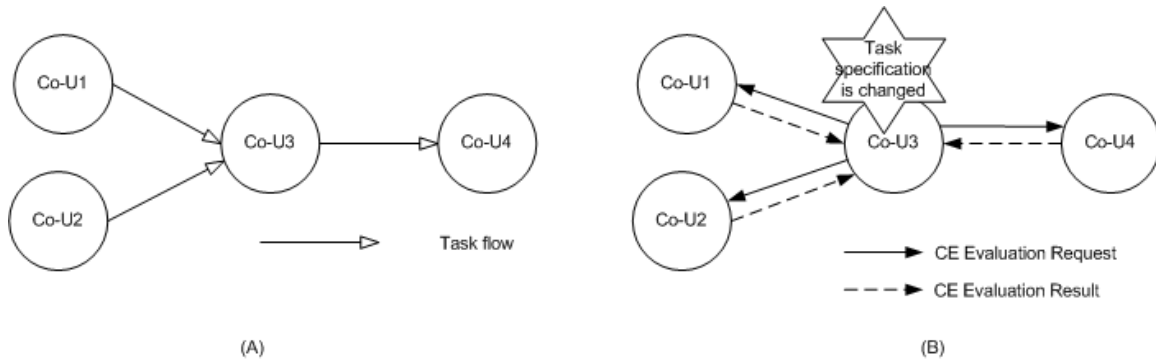 Co-U1
Co-U3
Co-U4
Co-U2
Task flow
(A)
Task
specification
is changed
Co-U1
Co-U3
Co-U4
Co-U2
CE Evaluation Request
CE Evaluation Result
(B)